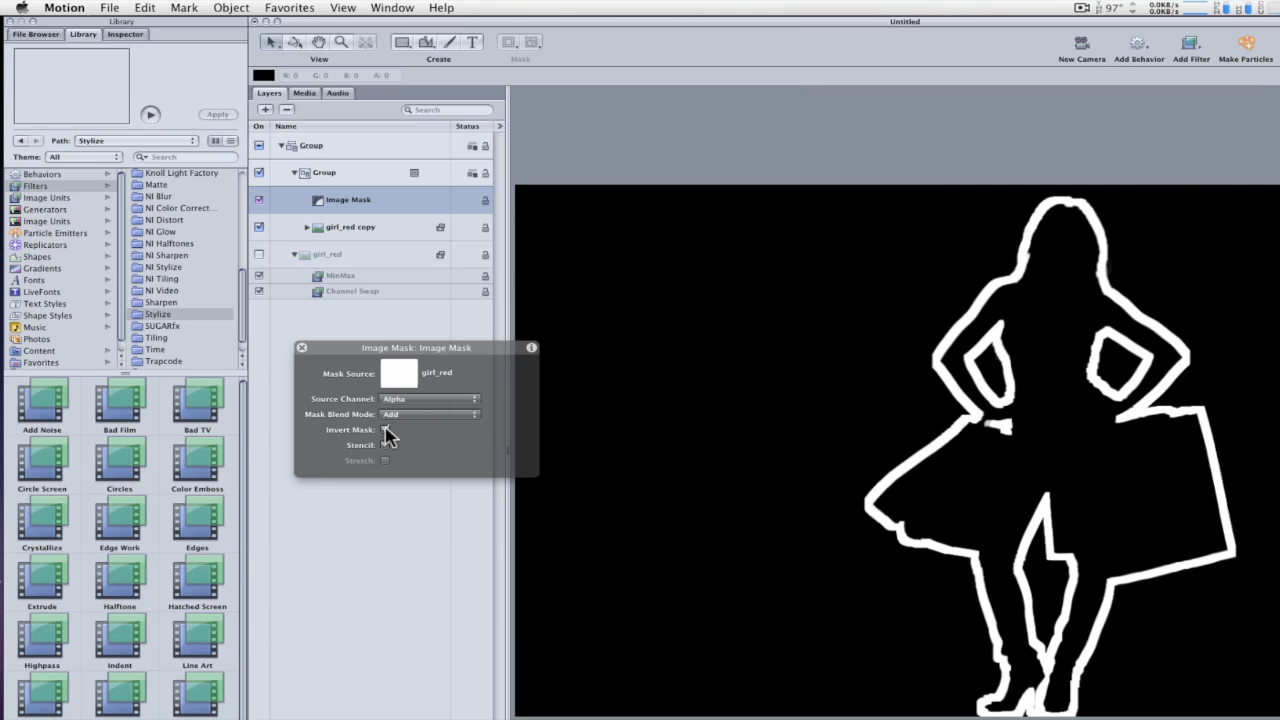 Motion File Edit Mark Object Favorites View Window Help 97° 0.0KB/s 0.0KB/s
Library
Untitled
File Browser Library Inspector
View Create Mask New Camera Add Behavior Add Filter Make Particles
R: 0 G: 0 B: 0 A: 0
Layers Media Audio
Apply
Search
On Name Status
Path: Stylize
Theme: All Search
Behaviors
Filters
Image Units
Generators
Image Units
Particle Emitters
Replicators
Shapes
Gradients
Fonts
LiveFonts
Text Styles
Shape Styles
Music
Photos
Content
Favorites
Knoll Light Factory
Matte
NI Blur
NI Color Correct...
NI Distort
NI Glow
NI Halftones
NI Sharpen
NI Stylize
NI Tiling
NI Video
Sharpen
Stylize
SUGARfx
Tiling
Time
Trapcode
Group
Group
Image Mask
girl_red copy
girl_red
MinMax
Channel Swap
Image Mask: Image Mask
Mask Source: girl_red
Source Channel: Alpha
Mask Blend Mode: Add
Invert Mask:
Stencil:
Stretch:
Add Noise Bad Film Bad TV
Circle Screen Circles Color Emboss
Crystallize Edge Work Edges
Extrude Halftone Hatched Screen
Highpass Indent Line Art